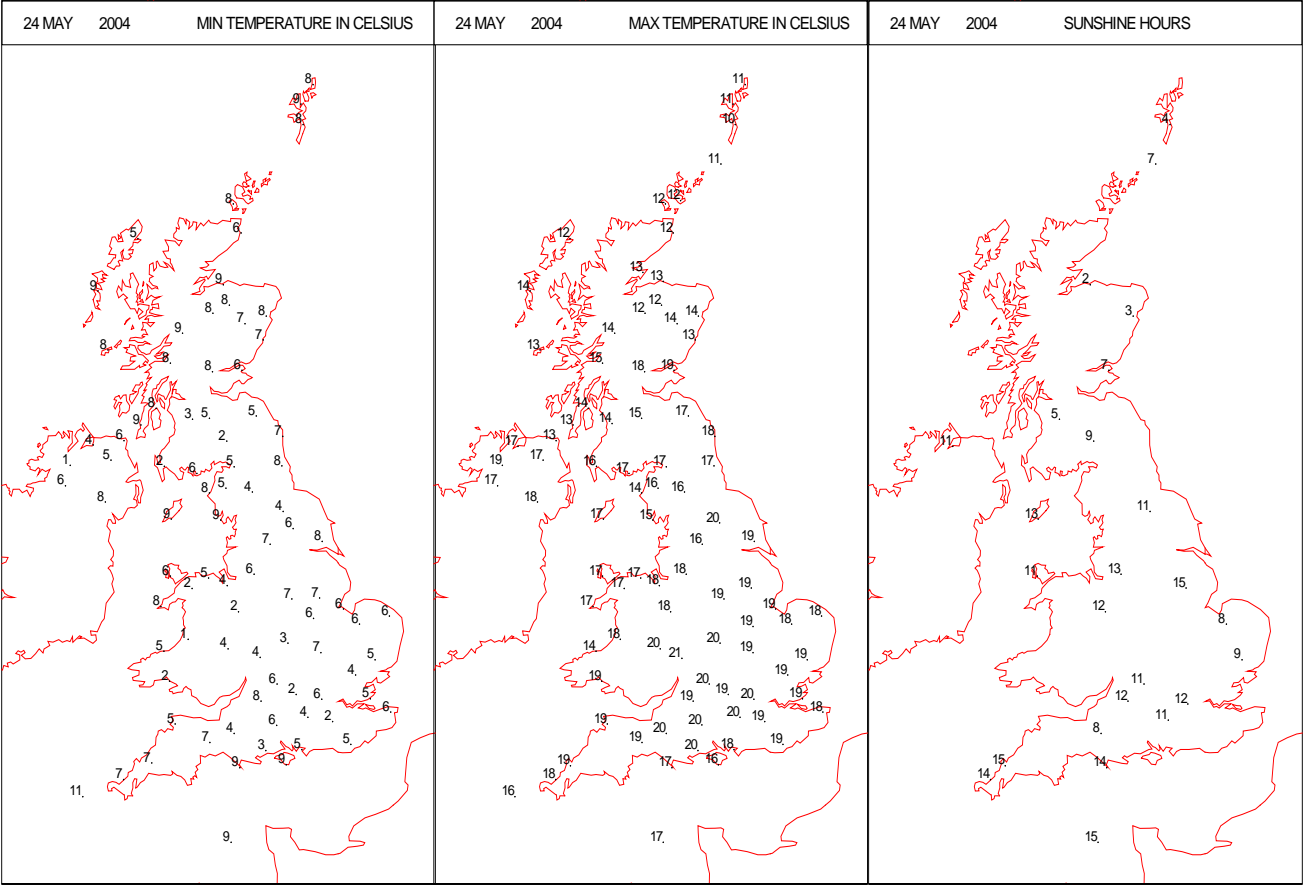 24 MAY 2004 MIN TEMPERATURE IN CELSIUS
8.
9.
8.
8.
6.
5.
9.
9.
8.
8. 8.
7.
9. 7.
8.
8. 8. 6.
8.
3. 5. 5.
9.
6. 2. 7.
4.
1. 5. 2. 6. 5. 8.
6. 8. 5. 4.
8.
9. 9. 4.
6.
7. 8.
6. 5. 6.
2. 4.
8. 2. 7. 7.
6. 6. 6.
6.
1. 3.
5. 4. 4. 7. 5.
2. 4.
6. 2.
8. 6. 5.
6.
5. 4. 6. 4. 2.
7. 3. 5. 5.
7. 9. 9.
7.
11.
9.
24 MAY 2004 MAX TEMPERATURE IN CELSIUS
11.
11.
10.
11.
12. 12.
12. 12.
13. 13.
14.
12. 12.
14. 14.
14. 13.
13.
15. 18. 19.
14.
13. 14. 15. 17.
17. 13. 18.
19. 17. 16. 17. 17. 18.
17. 18. 14. 16. 16.
17. 15. 20.
16. 19.
17. 17. 18. 18.
17. 19. 19.
17. 18. 19. 18.
19. 18.
18. 20.
14. 20. 21. 19. 19.
19. 19.
20. 19.
19. 20. 19.
18.
19. 20. 20. 20. 19.
19. 20. 18. 19.
19. 17. 16.
18.
16.
17.
24 MAY 2004 SUNSHINE HOURS
4.
7.
2.
3.
7.
5.
11. 9.
13. 11.
11. 13.
15.
12.
8.
9.
11.
12. 12.
11.
8.
15. 14.
14.
15.